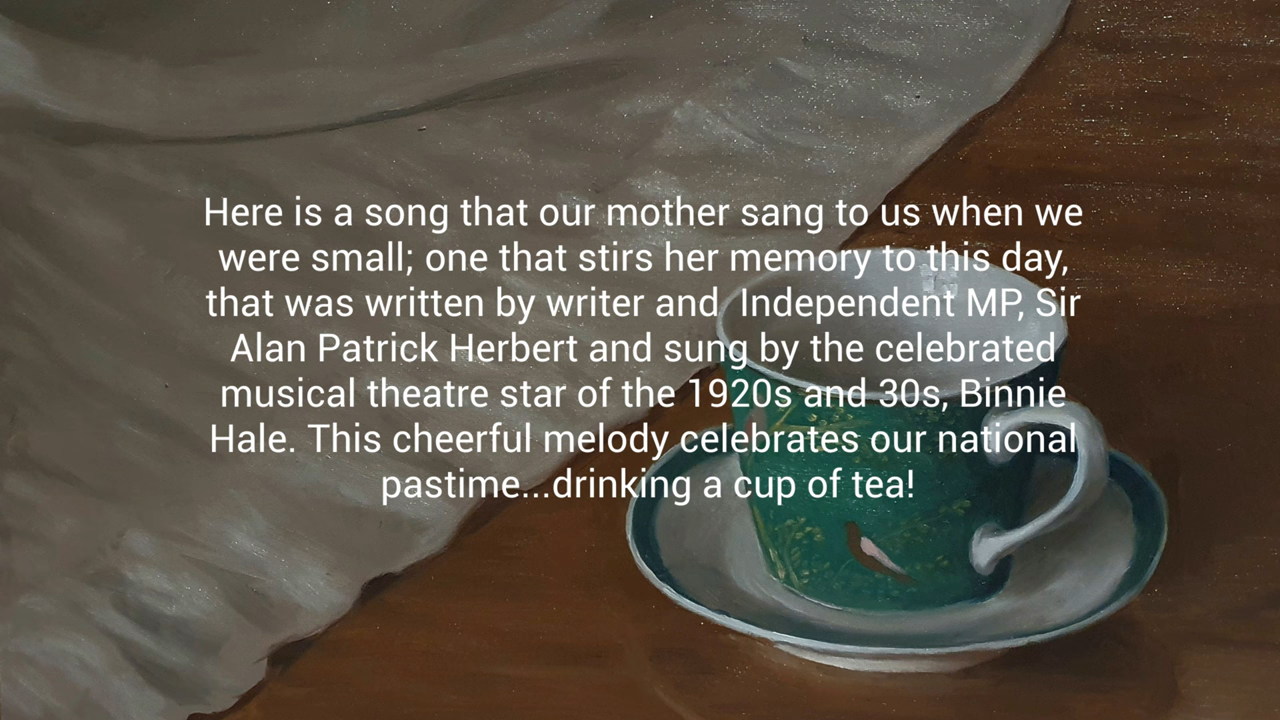 Here is a song that our mother sang to us when we
were small; one that stirs her memory to this day,
that was written by writer and  Independent MP, Sir
Alan Patrick Herbert and sung by the celebrated
musical theatre star of the 1920s and 30s, Binnie
Hale. This cheerful melody celebrates our national
pastime...drinking a cup of tea!